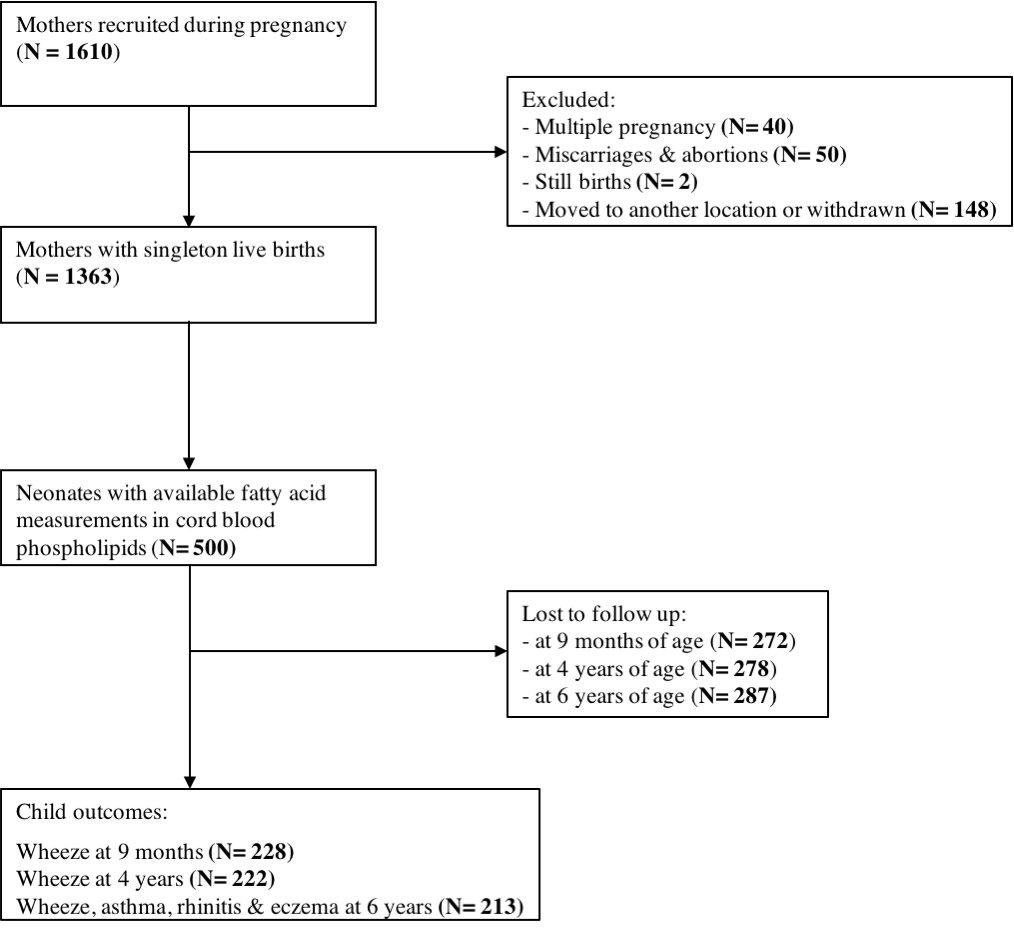 Mothers recruited during pregnancy
(N = 1610)
Excluded:
- Multiple pregnancy (N= 40)
- Miscarriages & abortions (N= 50)
- Still births (N= 2)
- Moved to another location or withdrawn (N= 148)
Mothers with singleton live births
(N = 1363)
Neonates with available fatty acid
measurements in cord blood
phospholipids (N= 500)
Lost to follow up:
- at 9 months of age (N= 272)
- at 4 years of age (N= 278)
- at 6 years of age (N= 287)
Child outcomes:
Wheeze at 9 months (N= 228)
Wheeze at 4 years (N= 222)
Wheeze, asthma, rhinitis & eczema at 6 years (N= 213)